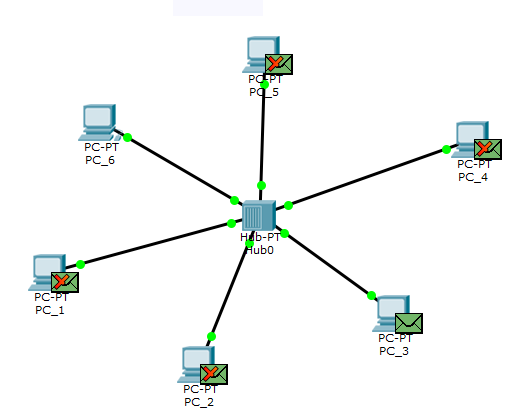 PC-PT
PC_5
PC-PT
PC_6
PC-PT
PC_4
Hub-PT
Hub0
PC-PT
PC_1
PC-PT
PC_3
PC-PT
PC_2